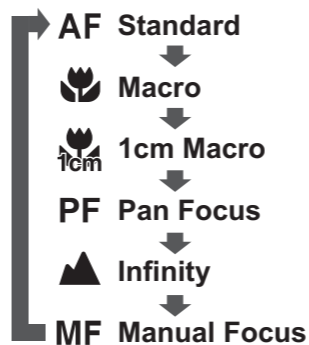 AF Standard
Macro
1cm 1cm Macro
PF Pan Focus
Infinity
MF Manual Focus